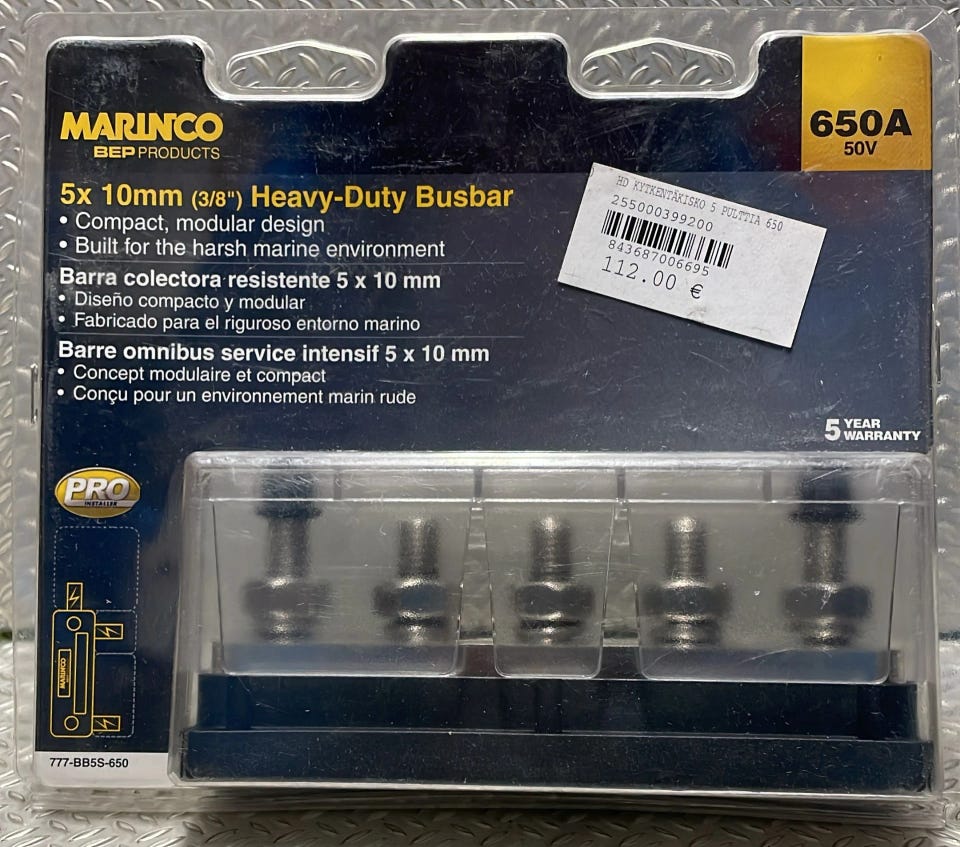 MARINCO
BEP PRODUCTS
650A
50V
5x 10mm (3/8") Heavy-Duty Busbar
• Compact, modular design
• Built for the harsh marine environment
Barra colectora resistente 5 x 10 mm
• Diseño compacto y modular
• Fabricado para el riguroso entorno marino
Barre omnibus service intensif 5 x 10 mm
• Concept modulaire et compact
• Conçu pour un environnement marin rude
HD KYTKENTÄKISKO 5 PULTTIA 650
255000399200
843687006695
112.00 €
5 YEAR
WARRANTY
PRO
INSTALLER
MARINCO
777-BB5S-650